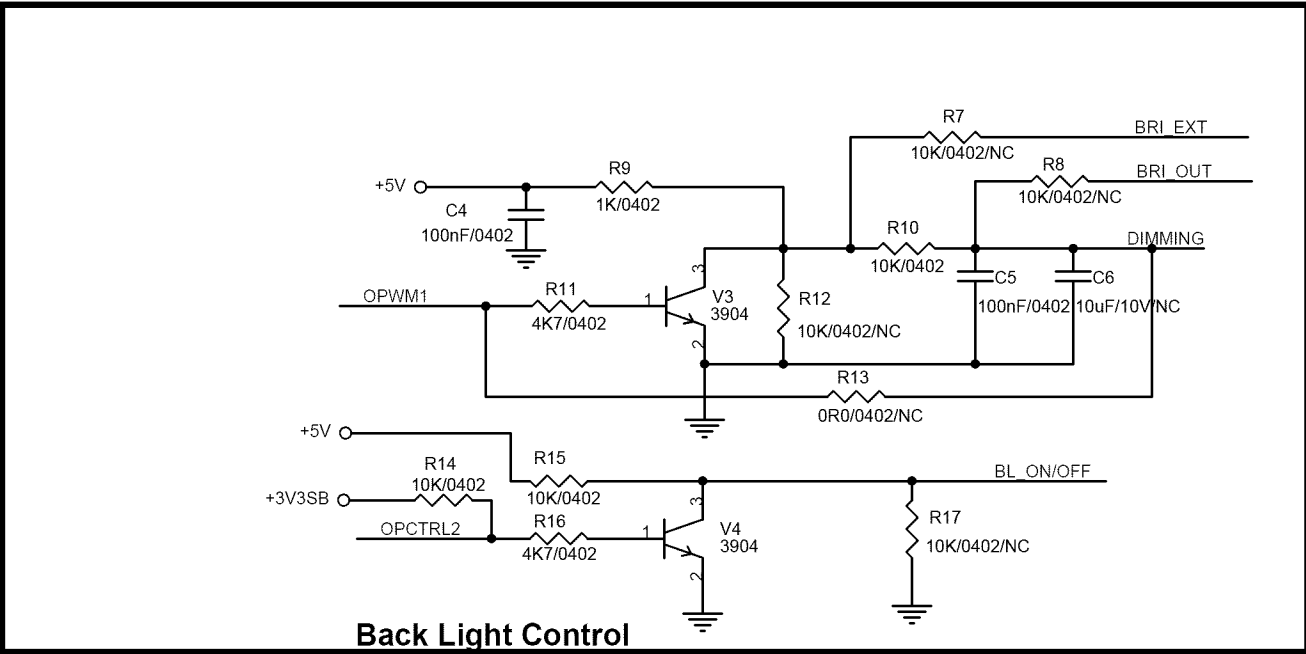 R7
BRI_EXT
10K/0402/NC
R8
BRI_OUT
10K/0402/NC
+5V
R9
1K/0402
C4
100nF/0402
R10
10K/0402
DIMMING
OPWM1
R11
4K7/0402
1
3
2
V3
3904
R12
10K/0402/NC
C5
100nF/0402
C6
10uF/10V/NC
R13
0R0/0402/NC
+5V
R15
10K/0402
BL_ON/OFF
R14
10K/0402
+3V3SB
OPCTRL2
R16
4K7/0402
1
3
2
V4
3904
R17
10K/0402/NC
Back Light Control